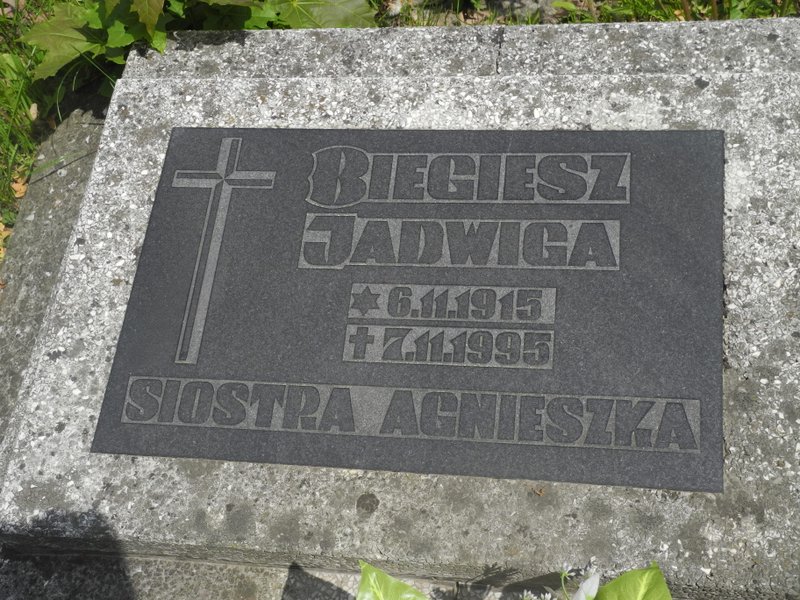 BIEGIESZ
JADWIGA
6.11.1915
7.11.1995
SIOSTRA AGNIESZKA